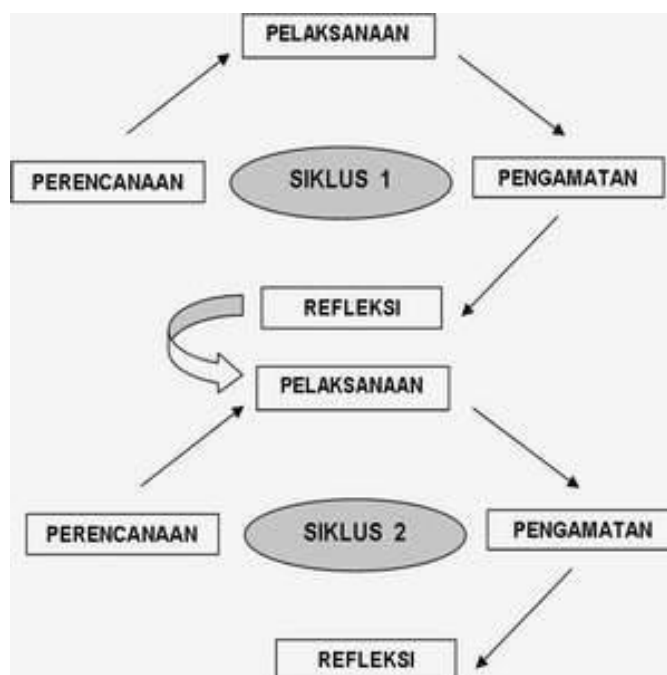 PELAKSANAAN
PERENCANAAN
SIKLUS 1
PENGAMATAN
REFLEKSI
PELAKSANAAN
PERENCANAAN
SIKLUS 2
PENGAMATAN
REFLEKSI